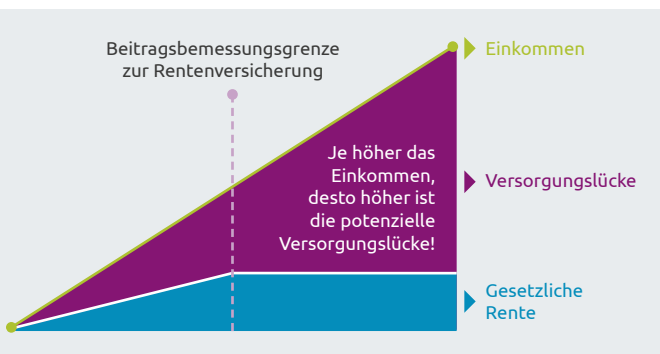 Beitragsbemessungsgrenze
zur Rentenversicherung
Einkommen
Je höher das
Einkommen,
desto höher ist
die potenzielle
Versorgungslücke!
Versorgungslücke
Gesetzliche
Rente